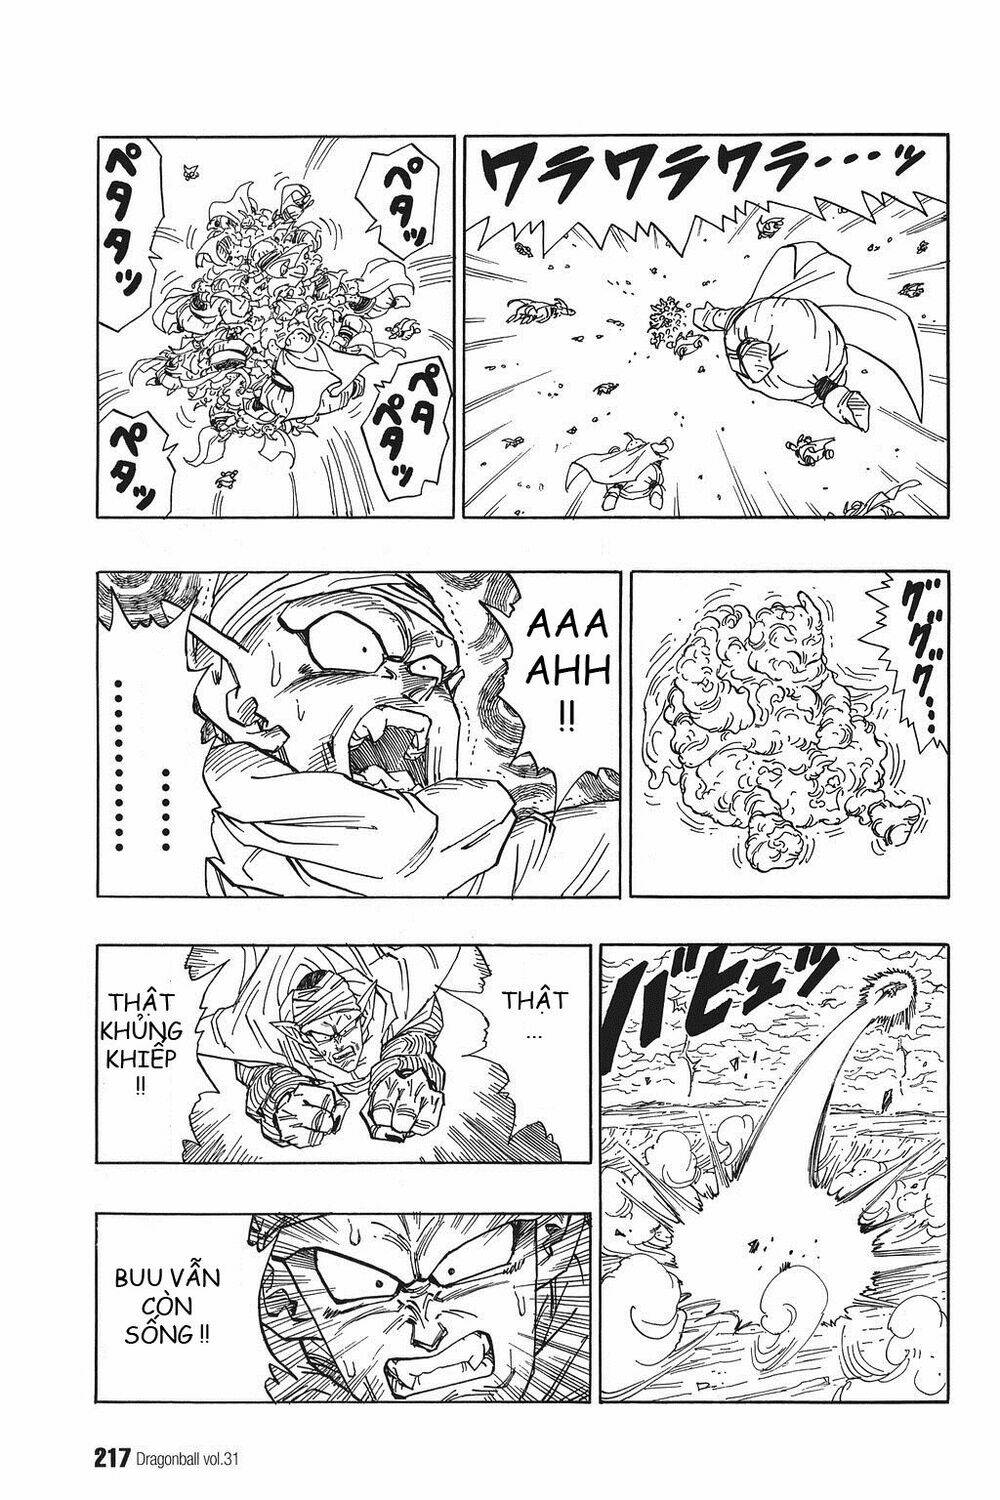 ワラワラワラ・・・ッ
ペタタッ
ペタッ
ペタペタッ
ペタッ
ググググ…
AAA
AHH
!!
バヒュッ
THẬT
...
THẬT
KHỦNG
KHIẾP
!!
BUU VẪN
CÒN
SỐNG !!
217 Dragonball vol.31